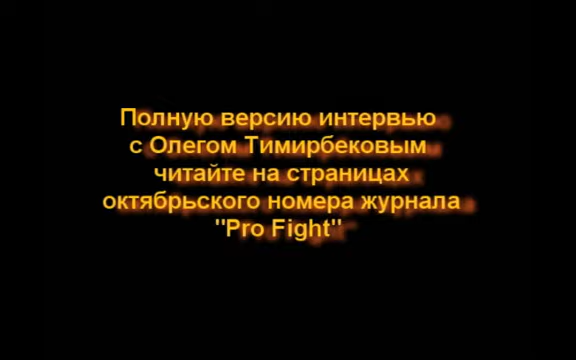 Полную версию интервью
с Олегом Тимирбековым
читайте на страницах
октябрьского номера журнала
"Pro Fight"